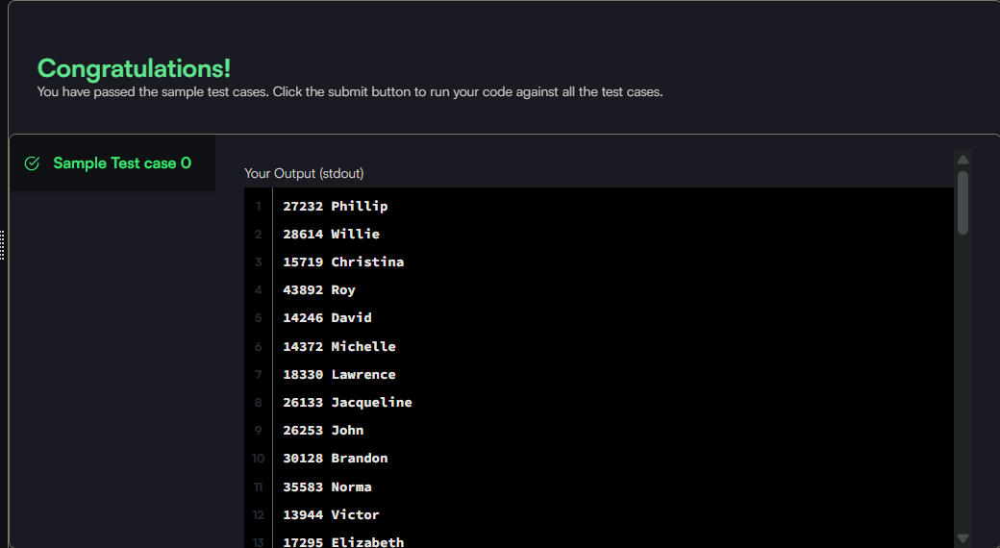 Congratulations!
You have passed the sample test cases. Click the submit button to run your code against all the test cases.
Sample Test case 0
Your Output (stdout)
1 27232 Phillip
2 28614 Willie
3 15719 Christina
4 43892 Roy
5 14246 David
6 14372 Michelle
7 18330 Lawrence
8 26133 Jacqueline
9 26253 John
10 30128 Brandon
11 35583 Norma
12 13944 Victor
13 17295 Elizabeth